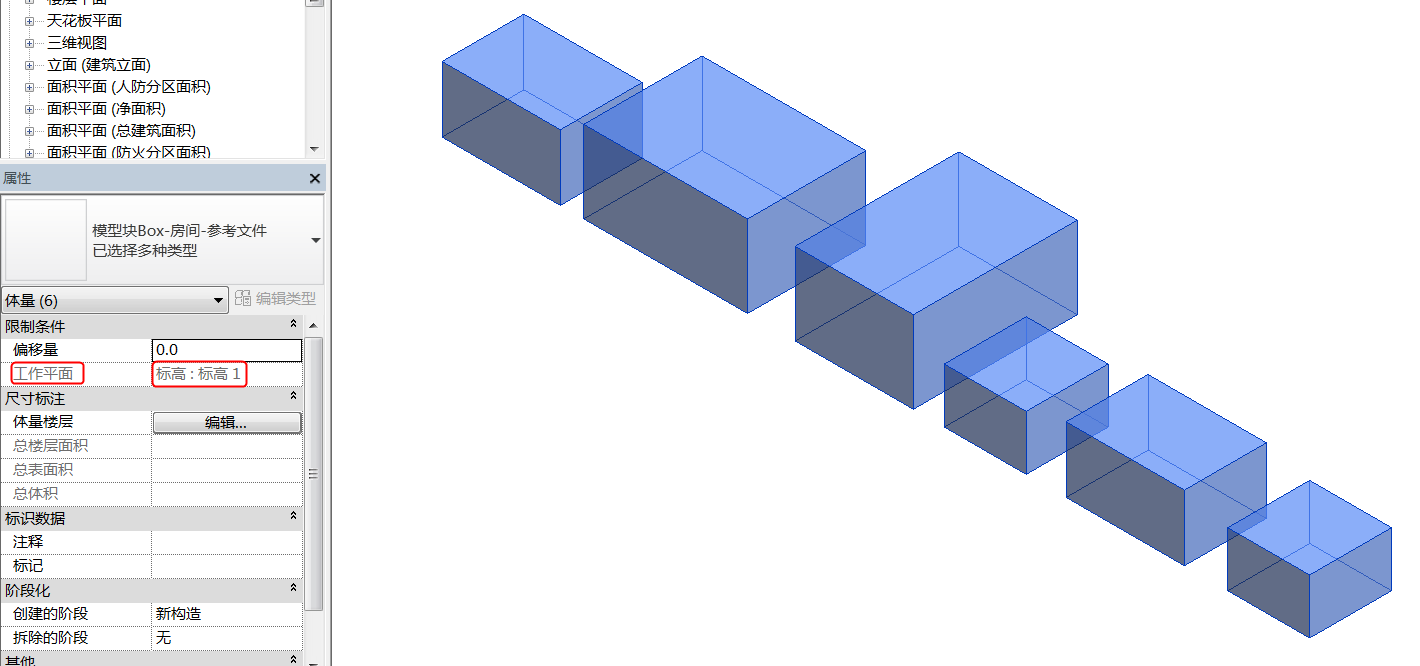 楼层平面
天花板平面
三维视图
立面 (建筑立面)
面积平面 (人防分区面积)
面积平面 (净面积)
面积平面 (总建筑面积)
面积平面 (防火分区面积)
属性
模型块Box-房间-参考文件
已选择多种类型
体量 (6) 编辑类型
限制条件
偏移量 0.0
工作平面 标高 : 标高 1
尺寸标注
体量楼层 编辑...
总楼层面积
总表面积
总体积
标识数据
注释
标记
阶段化
创建的阶段 新构造
拆除的阶段 无
其他